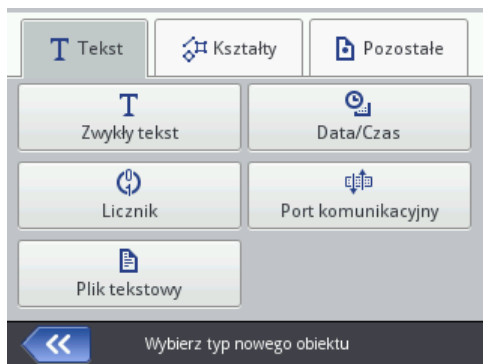 Tekst
Kształty
Pozostałe
Zwykły tekst
Data/Czas
Licznik
Port komunikacyjny
Plik tekstowy
Wybierz typ nowego obiektu